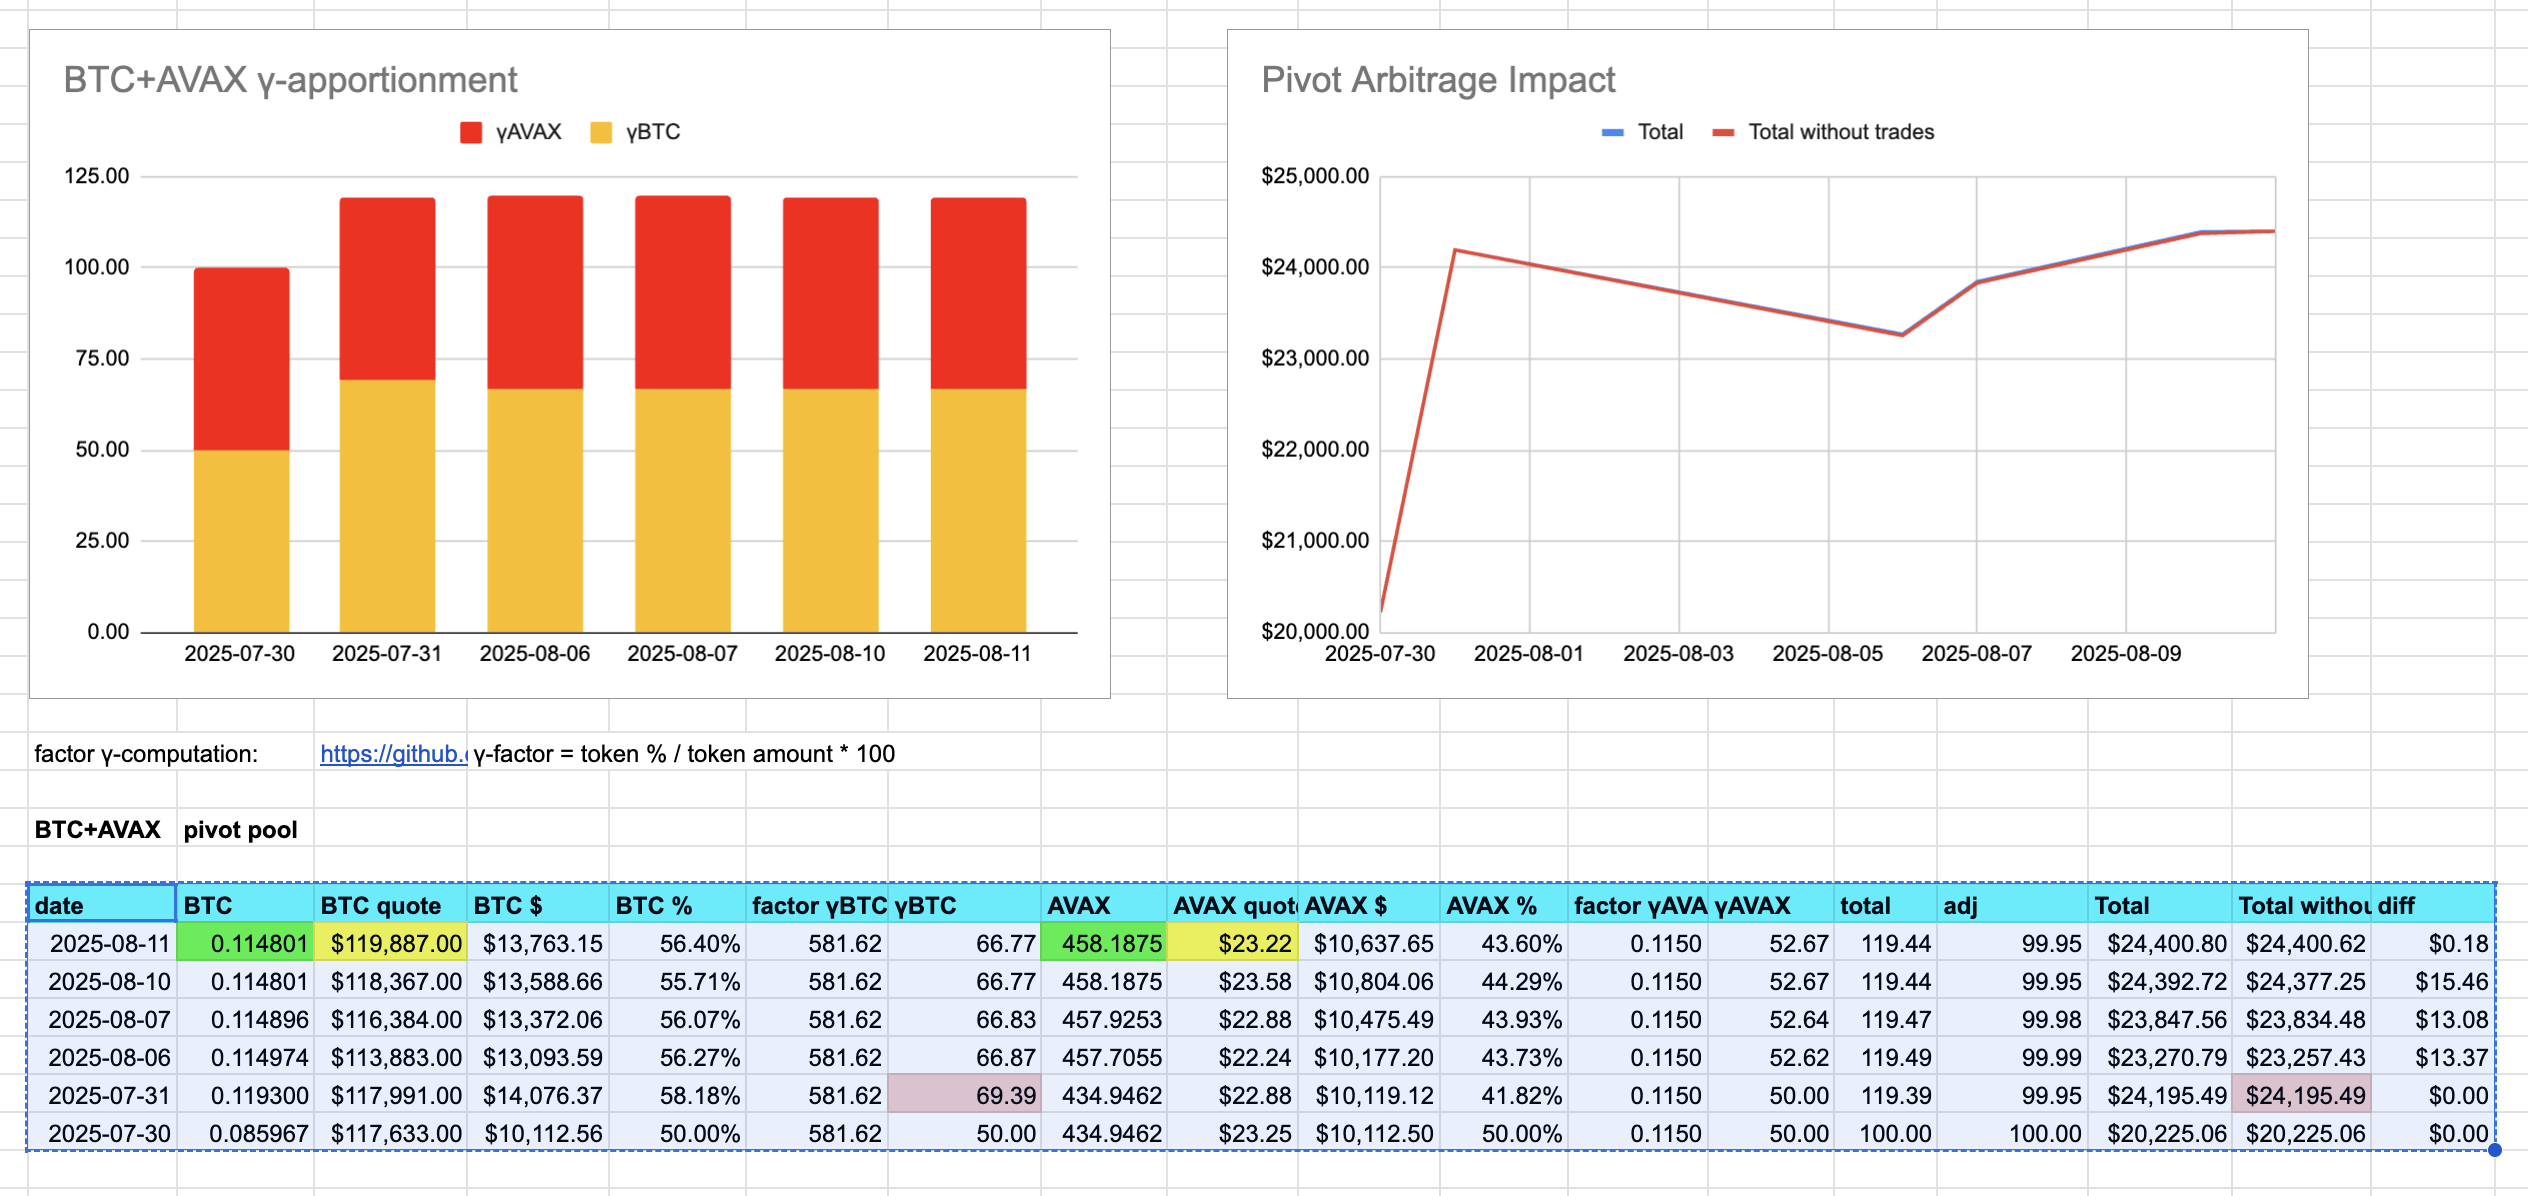 BTC+AVAX γ-apportionment
γAVAX γBTC
125.00
100.00
75.00
50.00
25.00
0.00
2025-07-30 2025-07-31 2025-08-06 2025-08-07 2025-08-10 2025-08-11
Pivot Arbitrage Impact
Total Total without trades
$25,000.00
$24,000.00
$23,000.00
$22,000.00
$21,000.00
$20,000.00
2025-07-30 2025-08-01 2025-08-03 2025-08-05 2025-08-07 2025-08-09
factor γ-computation: https://github. γ-factor = token % / token amount * 100
BTC+AVAX pivot pool
date BTC BTC quote BTC $ BTC % factor γBTC γBTC AVAX AVAX quot AVAX $ AVAX % factor γAVA γAVAX total adj Total Total withou diff
2025-08-11 0.114801 $119,887.00 $13,763.15 56.40% 581.62 66.77 458.1875 $23.22 $10,637.65 43.60% 0.1150 52.67 119.44 99.95 $24,400.80 $24,400.62 $0.18
2025-08-10 0.114801 $118,367.00 $13,588.66 55.71% 581.62 66.77 458.1875 $23.58 $10,804.06 44.29% 0.1150 52.67 119.44 99.95 $24,392.72 $24,377.25 $15.46
2025-08-07 0.114896 $116,384.00 $13,372.06 56.07% 581.62 66.83 457.9253 $22.88 $10,475.49 43.93% 0.1150 52.64 119.47 99.98 $23,847.56 $23,834.48 $13.08
2025-08-06 0.114974 $113,883.00 $13,093.59 56.27% 581.62 66.87 457.7055 $22.24 $10,177.20 43.73% 0.1150 52.62 119.49 99.99 $23,270.79 $23,257.43 $13.37
2025-07-31 0.119300 $117,991.00 $14,076.37 58.18% 581.62 69.39 434.9462 $22.88 $10,119.12 41.82% 0.1150 50.00 119.39 99.95 $24,195.49 $24,195.49 $0.00
2025-07-30 0.085967 $117,633.00 $10,112.56 50.00% 581.62 50.00 434.9462 $23.25 $10,112.50 50.00% 0.1150 50.00 100.00 100.00 $20,225.06 $20,225.06 $0.00